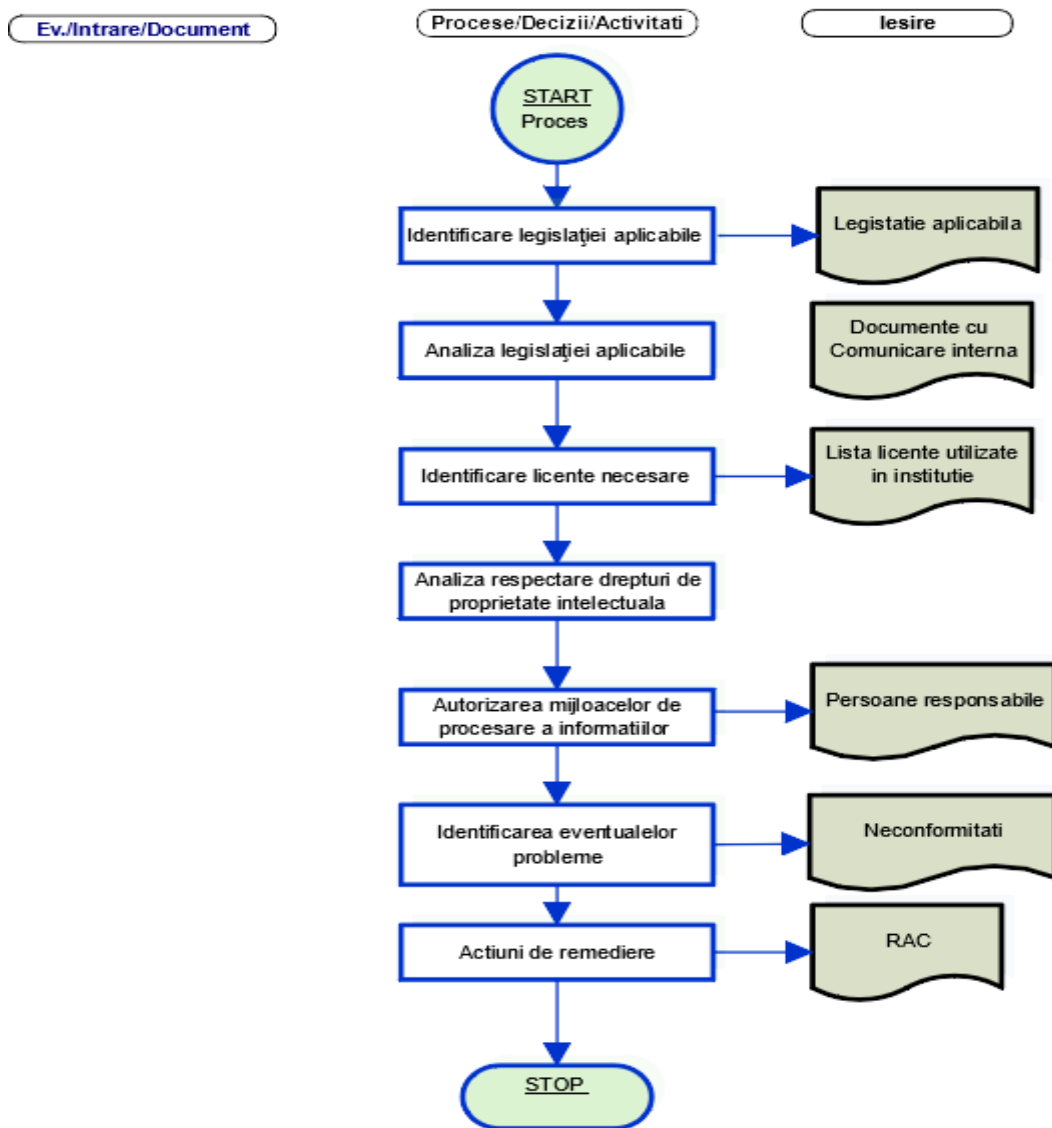 Ev./Intrare/Document
Procese/Decizii/Activitati
Iesire
START
Proces
Identificare legislaţiei aplicabile
Legistatie aplicabila
Analiza legislaţiei aplicabile
Documente cu
Comunicare interna
Identificare licente necesare
Lista licente utilizate
in institutie
Analiza respectare drepturi de
proprietate intelectuala
Autorizarea mijloacelor de
procesare a informatiilor
Persoane responsabile
Identificarea eventualelor
probleme
Neconformitati
Actiuni de remediere
RAC
STOP